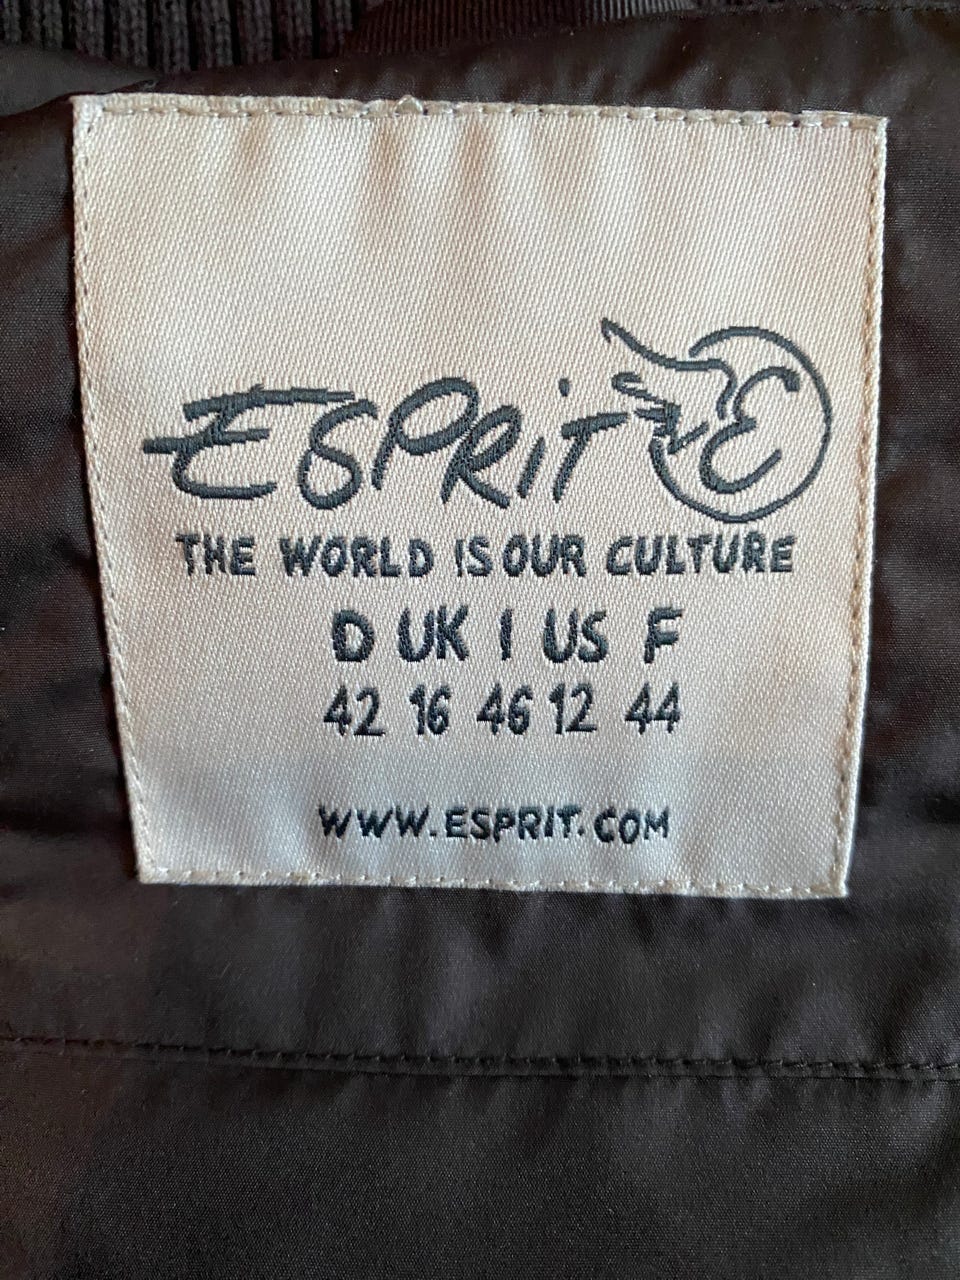 ESPRiT E
THE WORLD IS OUR CULTURE
D UK I US F
42 16 46 12 44
WWW.ESPRIT.COM